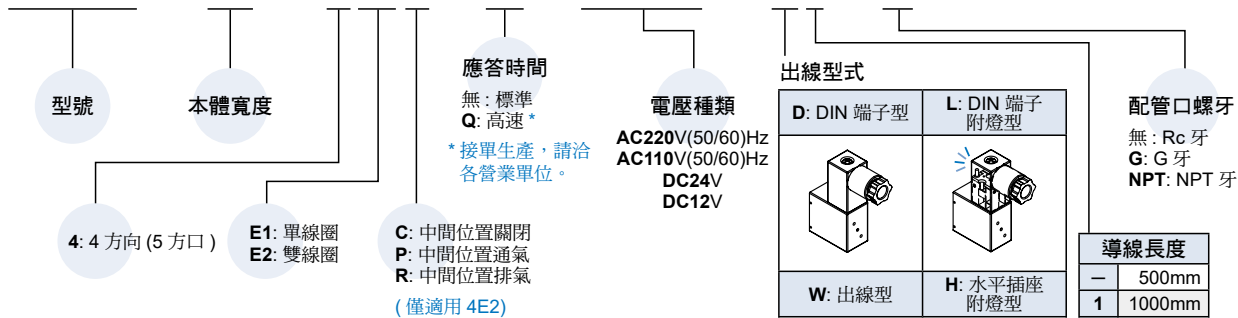 型號
本體寬度
4: 4 方向 (5 方口 )
E1: 單線圈
E2: 雙線圈
C: 中間位置關閉
P: 中間位置通氣
R: 中間位置排氣
( 僅適用 4E2)
應答時間
無 : 標準
Q: 高速 *
* 接單生產，請洽
各營業單位。
電壓種類
AC220V(50/60)Hz
AC110V(50/60)Hz
DC24V
DC12V
出線型式
D: DIN 端子型
L: DIN 端子
附燈型
W: 出線型
H: 水平插座
附燈型
導線長度
— 500mm
1 1000mm
配管口螺牙
無 : Rc 牙
G: G 牙
NPT: NPT 牙